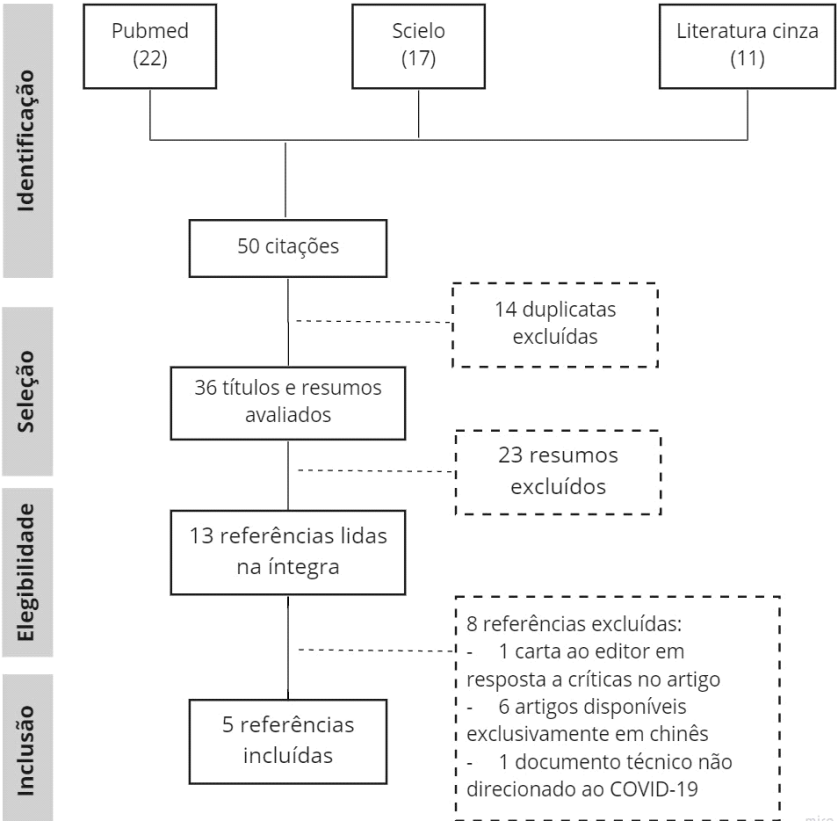 Identificação
Pubmed
(22)
Scielo
(17)
Literatura cinza
(11)
50 citações
14 duplicatas
excluídas
Seleção
36 títulos e resumos
avaliados
23 resumos
excluídos
Elegibilidade
13 referências lidas
na íntegra
8 referências excluídas:
- 1 carta ao editor em
resposta a críticas no artigo
- 6 artigos disponíveis
exclusivamente em chinês
- 1 documento técnico não
direcionado ao COVID-19
Inclusão
5 referências
incluídas